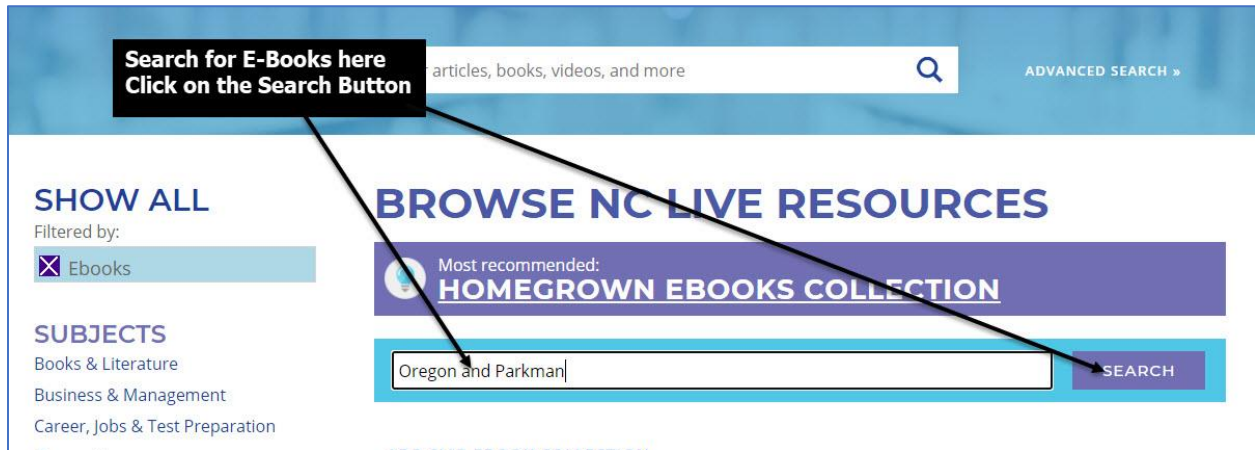 Search for E-Books here
Click on the Search Button
articles, books, videos, and more
ADVANCED SEARCH »
SHOW ALL
Filtered by:
Ebooks
SUBJECTS
Books & Literature
Business & Management
Career, Jobs & Test Preparation
BROWSE NC LIVE RESOURCES
Most recommended:
HOMEGROWN EBOOKS COLLECTION
Oregon and Parkman
SEARCH